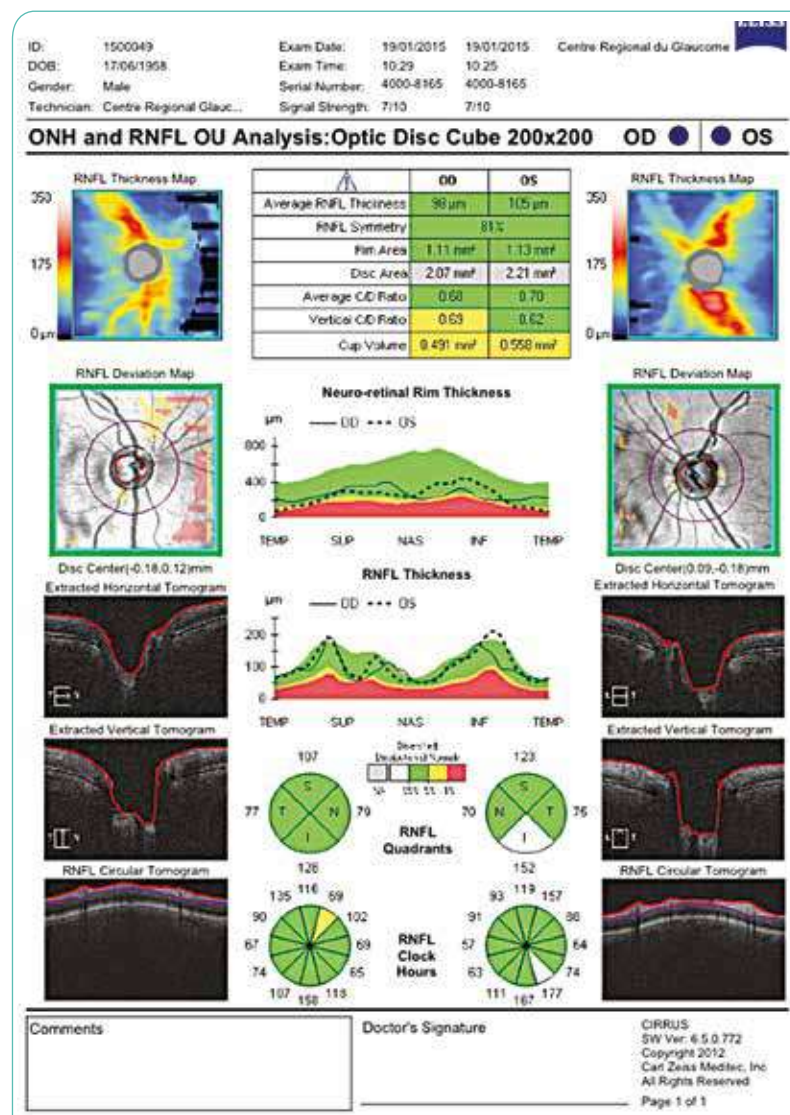 ID: 1500049 Exam Date: 19/01/2015 19/01/2015 Centre Regional du Glaucome
DOB: 17/06/1958 Exam Time: 10:29 10:25
Gender: Male Serial Number: 4000-8165 4000-8165
Technician: Centre Regional Glauc... Signal Strength: 7/10 7/10
ONH and RNFL OU Analysis:Optic Disc Cube 200x200 OD OS
RNFL Thickness Map
350
175
0 µm
OD OS
Average RNFL Thickness 98 µm 105 µm
RNFL Symmetry 81%
Rim Area 1.11 mm² 1.13 mm²
Disc Area 2.07 mm² 2.21 mm²
Average C/D Ratio 0.68 0.70
Vertical C/D Ratio 0.63 0.62
Cup Volume 0.491 mm³ 0.558 mm³
RNFL Thickness Map
350
175
0 µm
RNFL Deviation Map
Disc Center(-0.18,0.12)mm
Neuro-retinal Rim Thickness
µm OD OS
800
400
0
TEMP SUP NAS INF TEMP
RNFL Deviation Map
Disc Center(0.09,-0.18)mm
Extracted Horizontal Tomogram
RNFL Thickness
µm OD OS
200
100
0
TEMP SUP NAS INF TEMP
Extracted Horizontal Tomogram
Extracted Vertical Tomogram
107
S
77 T N 79
I
128
RNFL
Quadrants
123
S
70 N T 76
I
152
Extracted Vertical Tomogram
RNFL Circular Tomogram
116
135 69
90 102
67 69
74 65
107 118
158
RNFL
Clock
Hours
119
93 157
91 88
57 64
63 74
111 177
167
RNFL Circular Tomogram
Comments
Doctor's Signature
CIRRUS
SW Ver: 6.5.0.772
Copyright 2012
Carl Zeiss Meditec, Inc
All Rights Reserved
Page 1 of 1